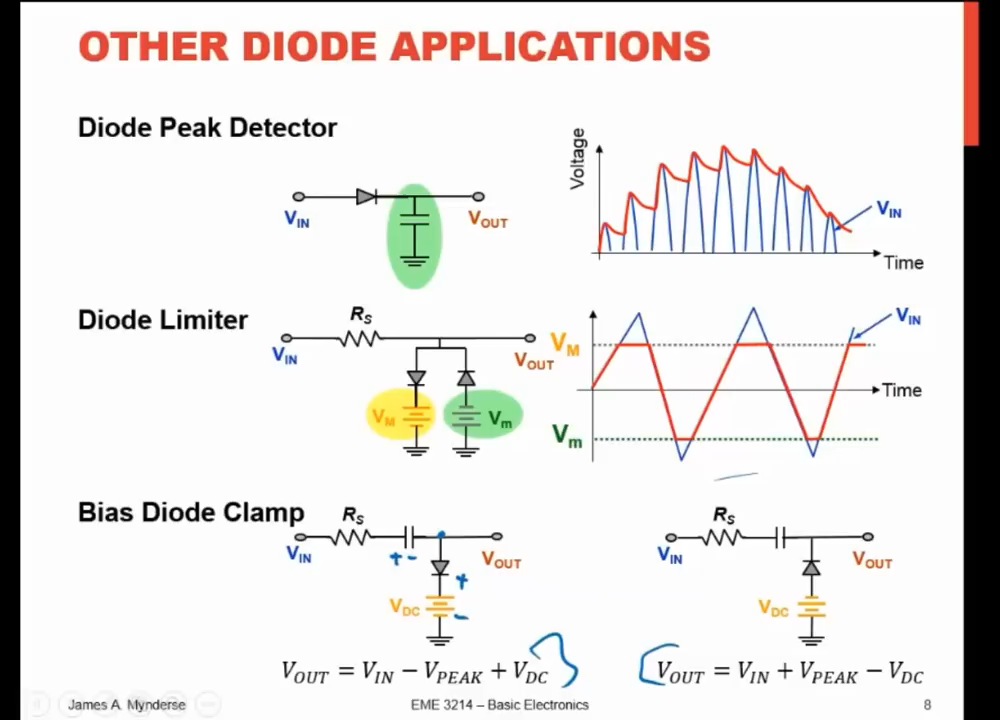 OTHER DIODE APPLICATIONS
Diode Peak Detector
V_IN
V_OUT
Voltage
V_IN
Time
Diode Limiter
R_S
V_IN
V_OUT
V_M
V_m
V_M
V_m
V_IN
Time
Bias Diode Clamp
R_S
V_IN
V_OUT
+ -
+
V_DC
-
V_OUT = V_IN − V_PEAK + V_DC
R_S
V_IN
V_OUT
V_DC
V_OUT = V_IN + V_PEAK − V_DC
James A. Mynderse
EME 3214 – Basic Electronics
8